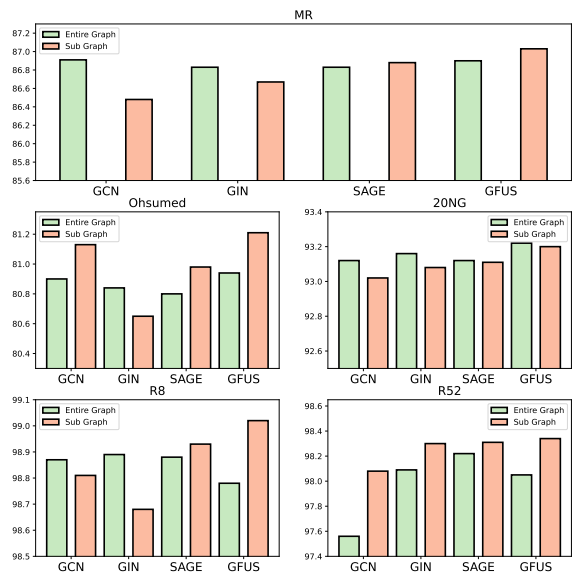 MR
87.2
87.0
86.8
86.6
86.4
86.2
86.0
85.8
85.6
Entire Graph
Sub Graph
GCN GIN SAGE GFUS
Ohsumed
81.2
81.0
80.8
80.6
80.4
Entire Graph
Sub Graph
GCN GIN SAGE GFUS
20NG
93.4
93.2
93.0
92.8
92.6
Entire Graph
Sub Graph
GCN GIN SAGE GFUS
R8
99.1
99.0
98.9
98.8
98.7
98.6
98.5
Entire Graph
Sub Graph
GCN GIN SAGE GFUS
R52
98.6
98.4
98.2
98.0
97.8
97.6
97.4
Entire Graph
Sub Graph
GCN GIN SAGE GFUS